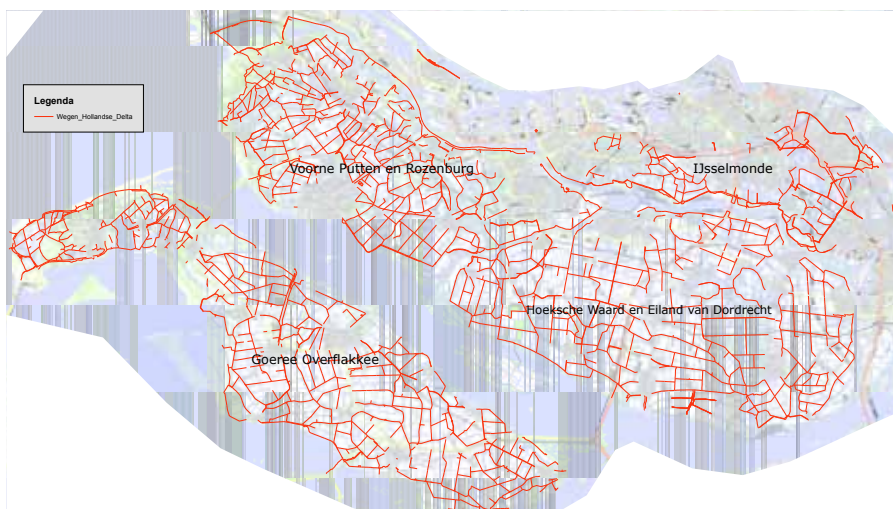 Legenda
Wegen_Hollandse_Delta
Voorne Putten en Rozenburg
IJsselmonde
Hoeksche Waard en Eiland van Dordrecht
Goeree Overflakkee